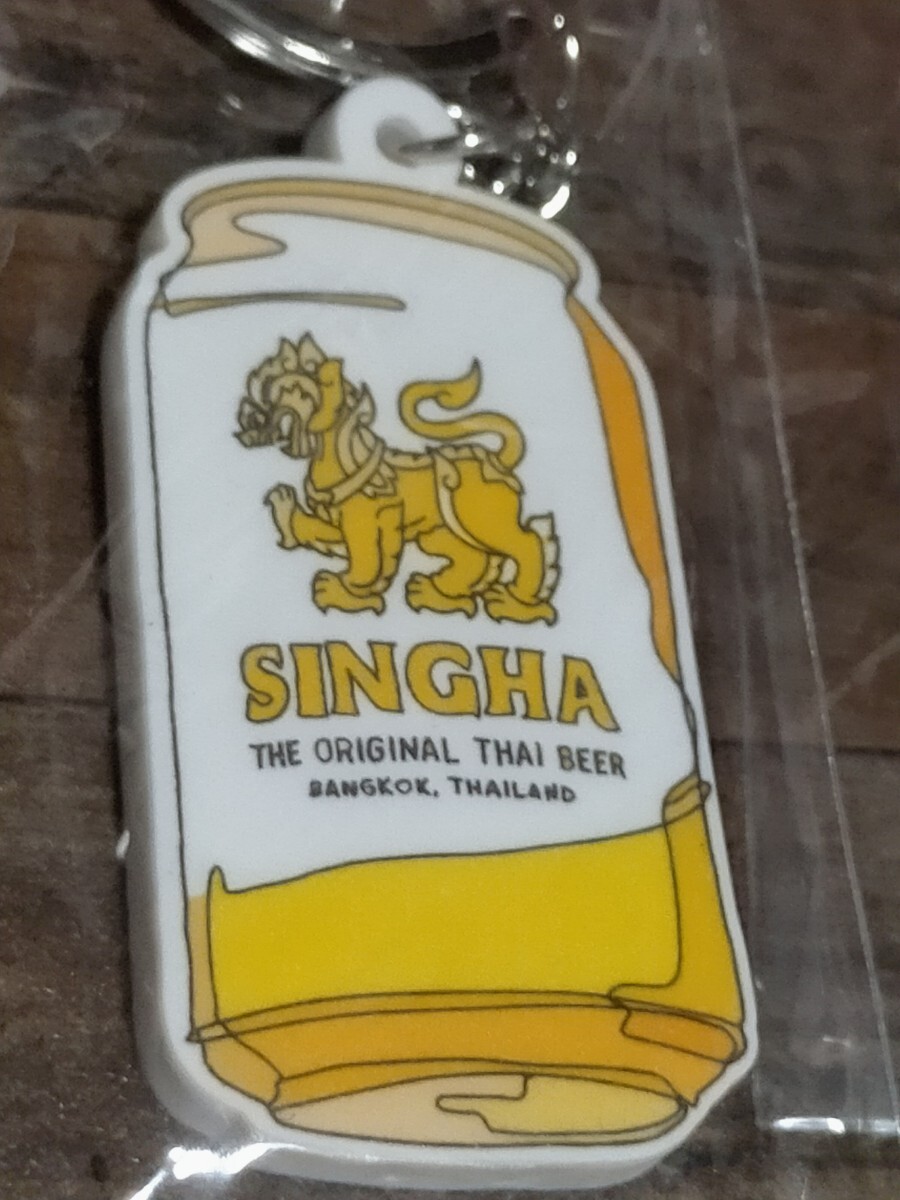 SINGHA
THE ORIGINAL THAI BEER
BANGKOK, THAILAND